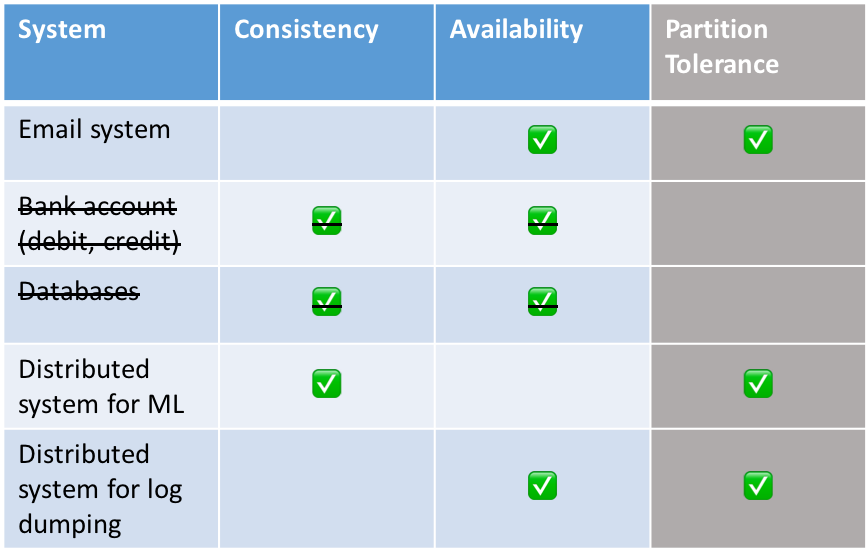 System
Consistency
Availability
Partition
Tolerance
Email system
✅
✅
Bank account
(debit, credit)
✅
✅
Databases
✅
✅
Distributed
system for ML
✅
✅
Distributed
system for log
dumping
✅
✅